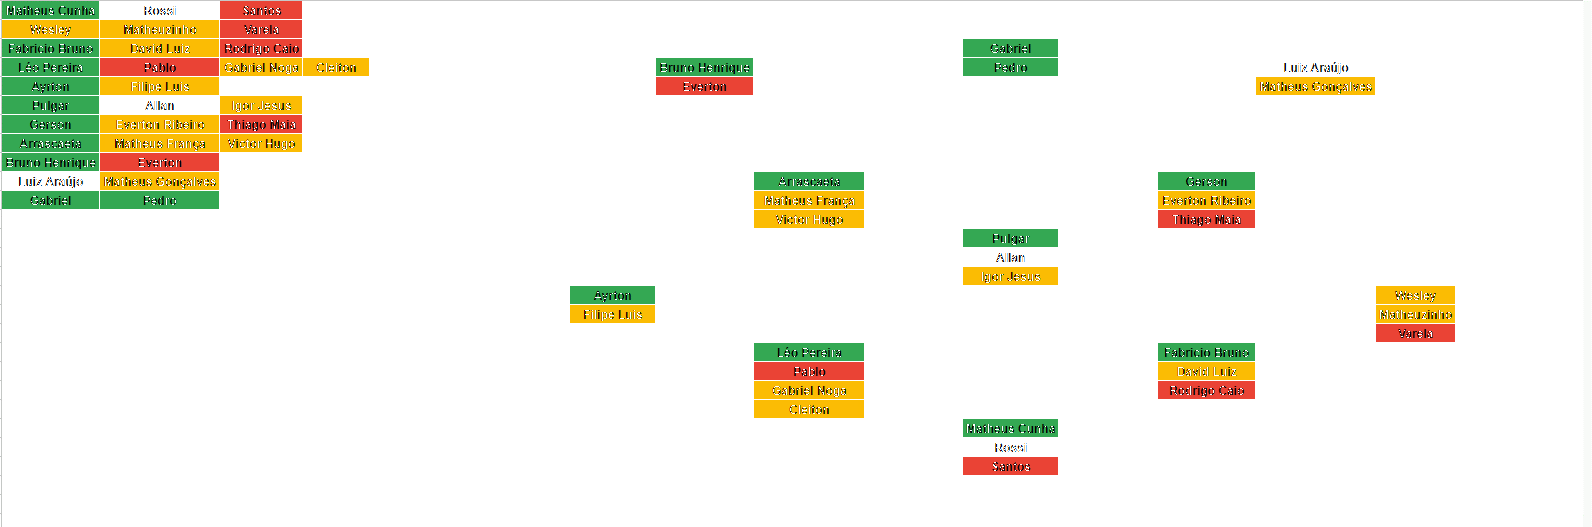 Matheus Cunha Rossi Santos
Wesley Matheuzinho Varela
Fabrício Bruno David Luiz Rodrigo Caio Gabriel
Léo Pereira Pablo Gabriel Noga Cleiton Bruno Henrique Pedro Luiz Araújo
Ayrton Filipe Luís Everton Matheus Gonçalves
Pulgar Allan Igor Jesus
Gerson Everton Ribeiro Thiago Maia
Arrascaeta Matheus França Victor Hugo
Bruno Henrique Everton
Luiz Araújo Matheus Gonçalves Arrascaeta Gerson
Gabriel Pedro Matheus França Everton Ribeiro
Victor Hugo Thiago Maia
Pulgar
Allan
Igor Jesus
Ayrton Wesley
Filipe Luís Matheuzinho
Varela
Léo Pereira Fabrício Bruno
Pablo David Luiz
Gabriel Noga Rodrigo Caio
Cleiton
Matheus Cunha
Rossi
Santos